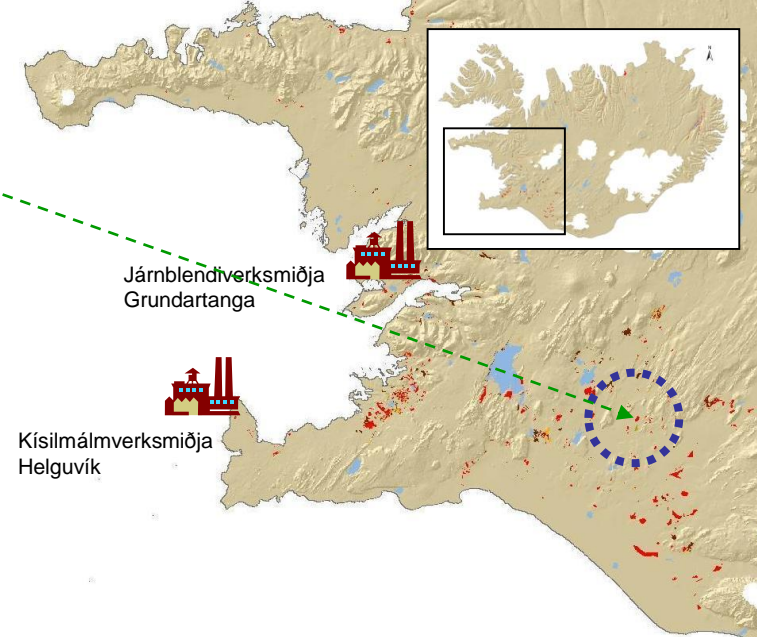 N
Járnblendiverksmiðja
Grundartanga
Kísilmálmverksmiðja
Helguvík